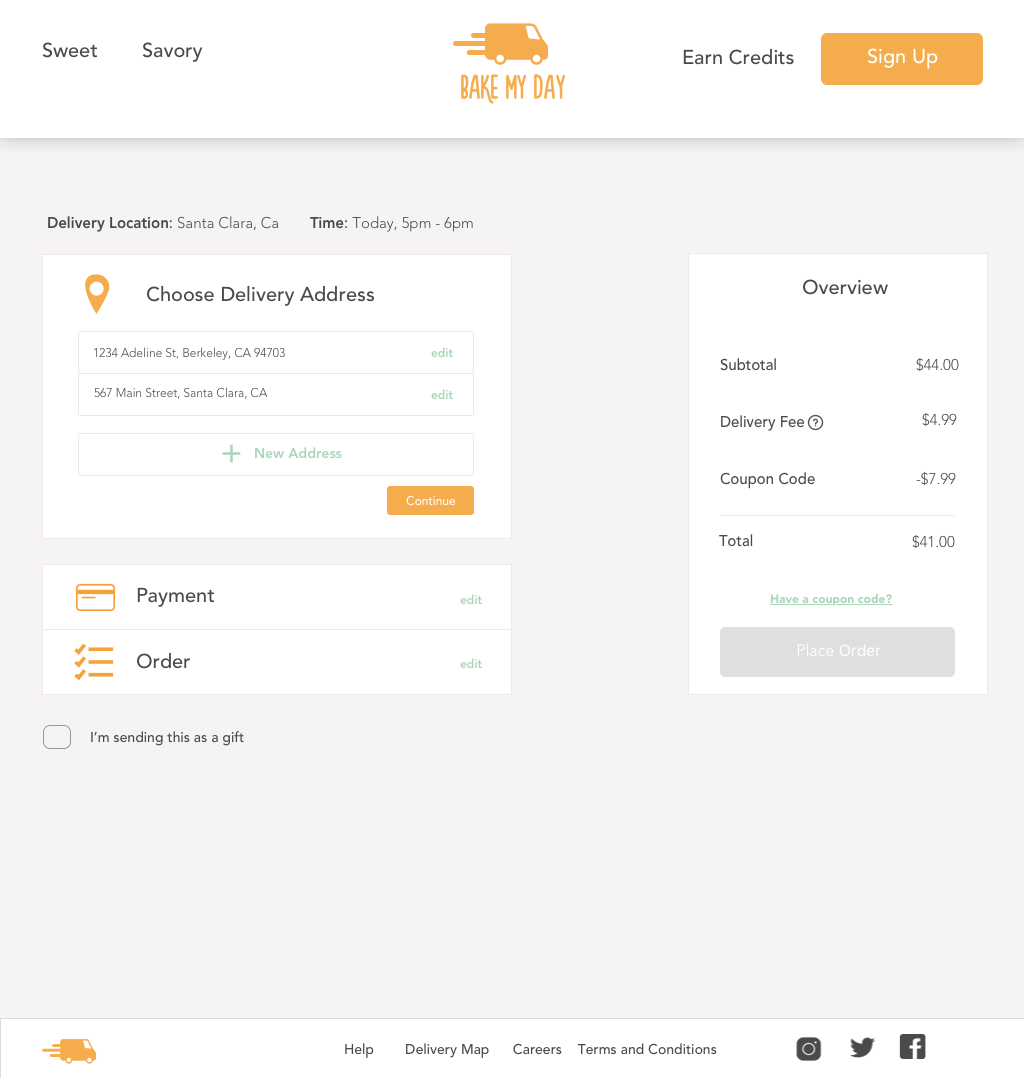 Sweet
Savory
BAKE MY DAY
Earn Credits
Sign Up
Delivery Location: Santa Clara, Ca
Time: Today, 5pm - 6pm
Choose Delivery Address
1234 Adeline St, Berkeley, CA 94703
edit
567 Main Street, Santa Clara, CA
edit
+ New Address
Continue
Payment
edit
Order
edit
I'm sending this as a gift
Overview
Subtotal $44.00
Delivery Fee ? $4.99
Coupon Code -$7.99
Total $41.00
Have a coupon code?
Place Order
Help
Delivery Map
Careers
Terms and Conditions